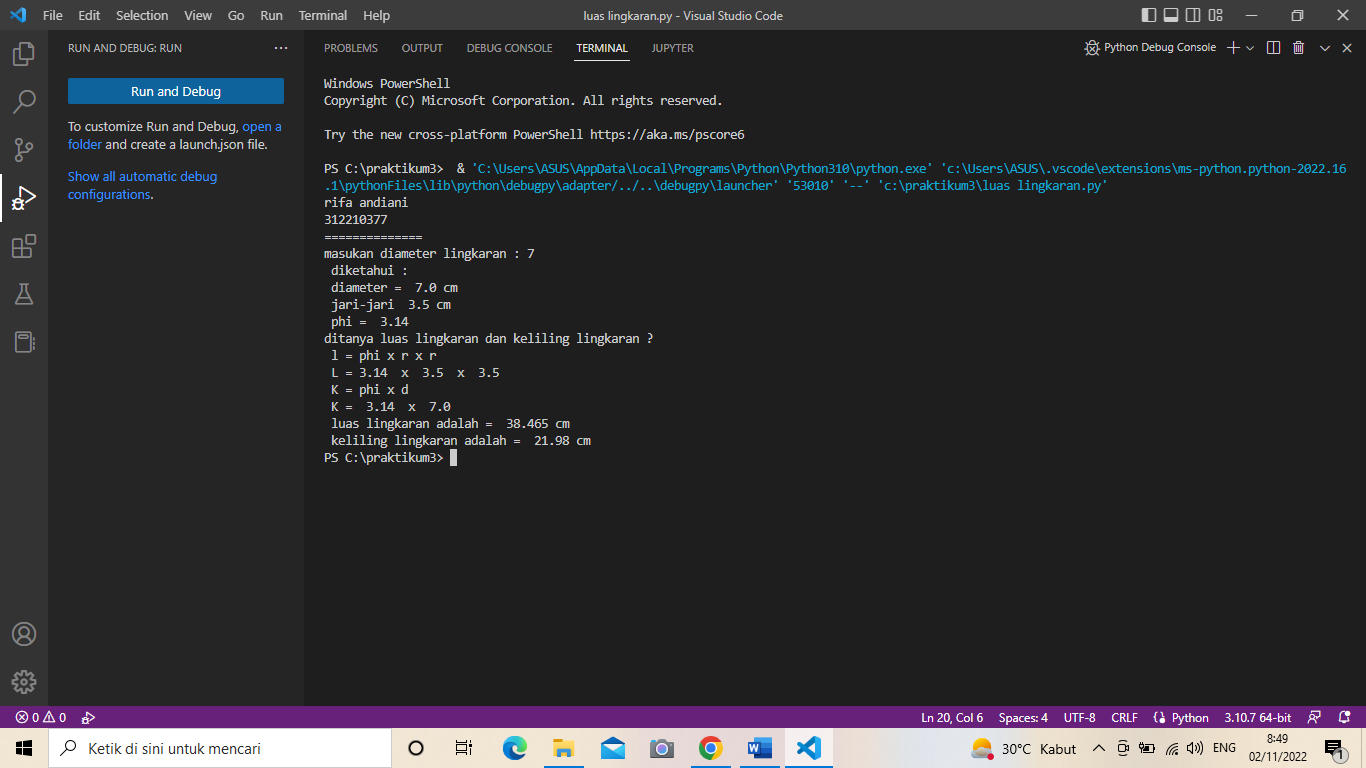 File Edit Selection View Go Run Terminal Help
luas lingkaran.py - Visual Studio Code
RUN AND DEBUG: RUN
Run and Debug
To customize Run and Debug, open a
folder and create a launch.json file.
Show all automatic debug
configurations.
PROBLEMS OUTPUT DEBUG CONSOLE TERMINAL JUPYTER
Python Debug Console
Windows PowerShell
Copyright (C) Microsoft Corporation. All rights reserved.
Try the new cross-platform PowerShell https://aka.ms/pscore6
PS C:\praktikum3>  & 'C:\Users\ASUS\AppData\Local\Programs\Python\Python310\python.exe' 'c:\Users\ASUS\.vscode\extensions\ms-python.python-2022.16
.1\pythonFiles\lib\python\debugpy\adapter/../..\debugpy\launcher' '53010' '--' 'c:\praktikum3\luas lingkaran.py'
rifa andiani
312210377
==============
masukan diameter lingkaran : 7
 diketahui :
 diameter =  7.0 cm
 jari-jari  3.5 cm
 phi =  3.14
ditanya luas lingkaran dan keliling lingkaran ?
 l = phi x r x r
 L = 3.14  x  3.5  x  3.5
 K = phi x d
 K =  3.14  x  7.0
 luas lingkaran adalah =  38.465 cm
 keliling lingkaran adalah =  21.98 cm
PS C:\praktikum3>
0 0
Ln 20, Col 6 Spaces: 4 UTF-8 CRLF Python 3.10.7 64-bit
Ketik di sini untuk mencari
30°C Kabut
ENG
8:49
02/11/2022
1